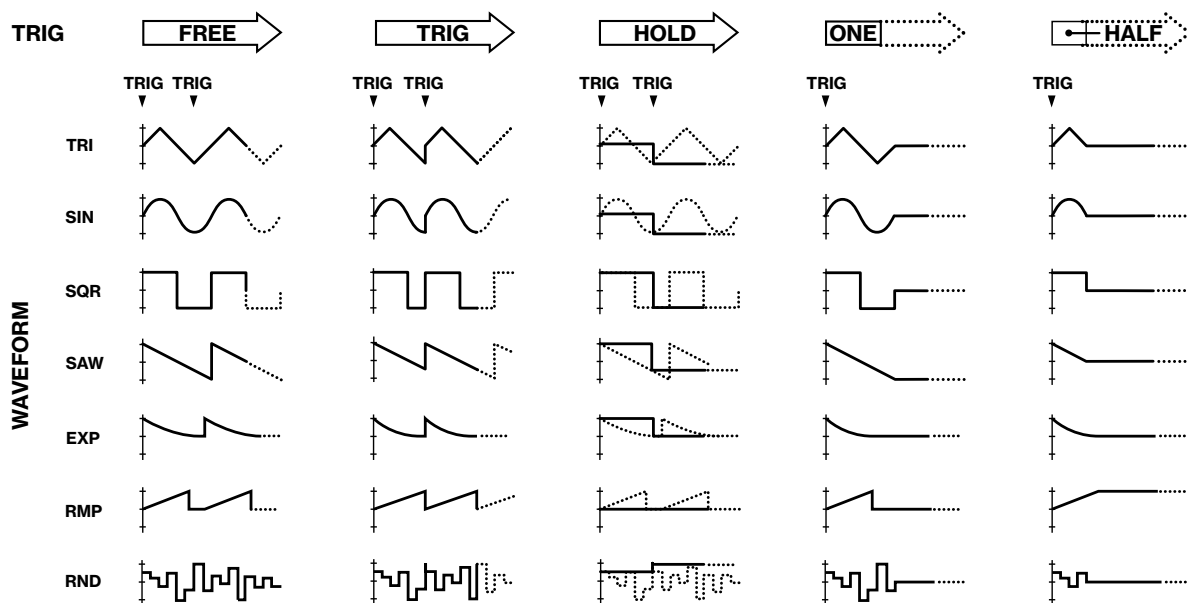 TRIG FREE TRIG HOLD ONE HALF
TRIG TRIG TRIG TRIG TRIG TRIG TRIG TRIG
WAVEFORM
TRI
SIN
SQR
SAW
EXP
RMP
RND